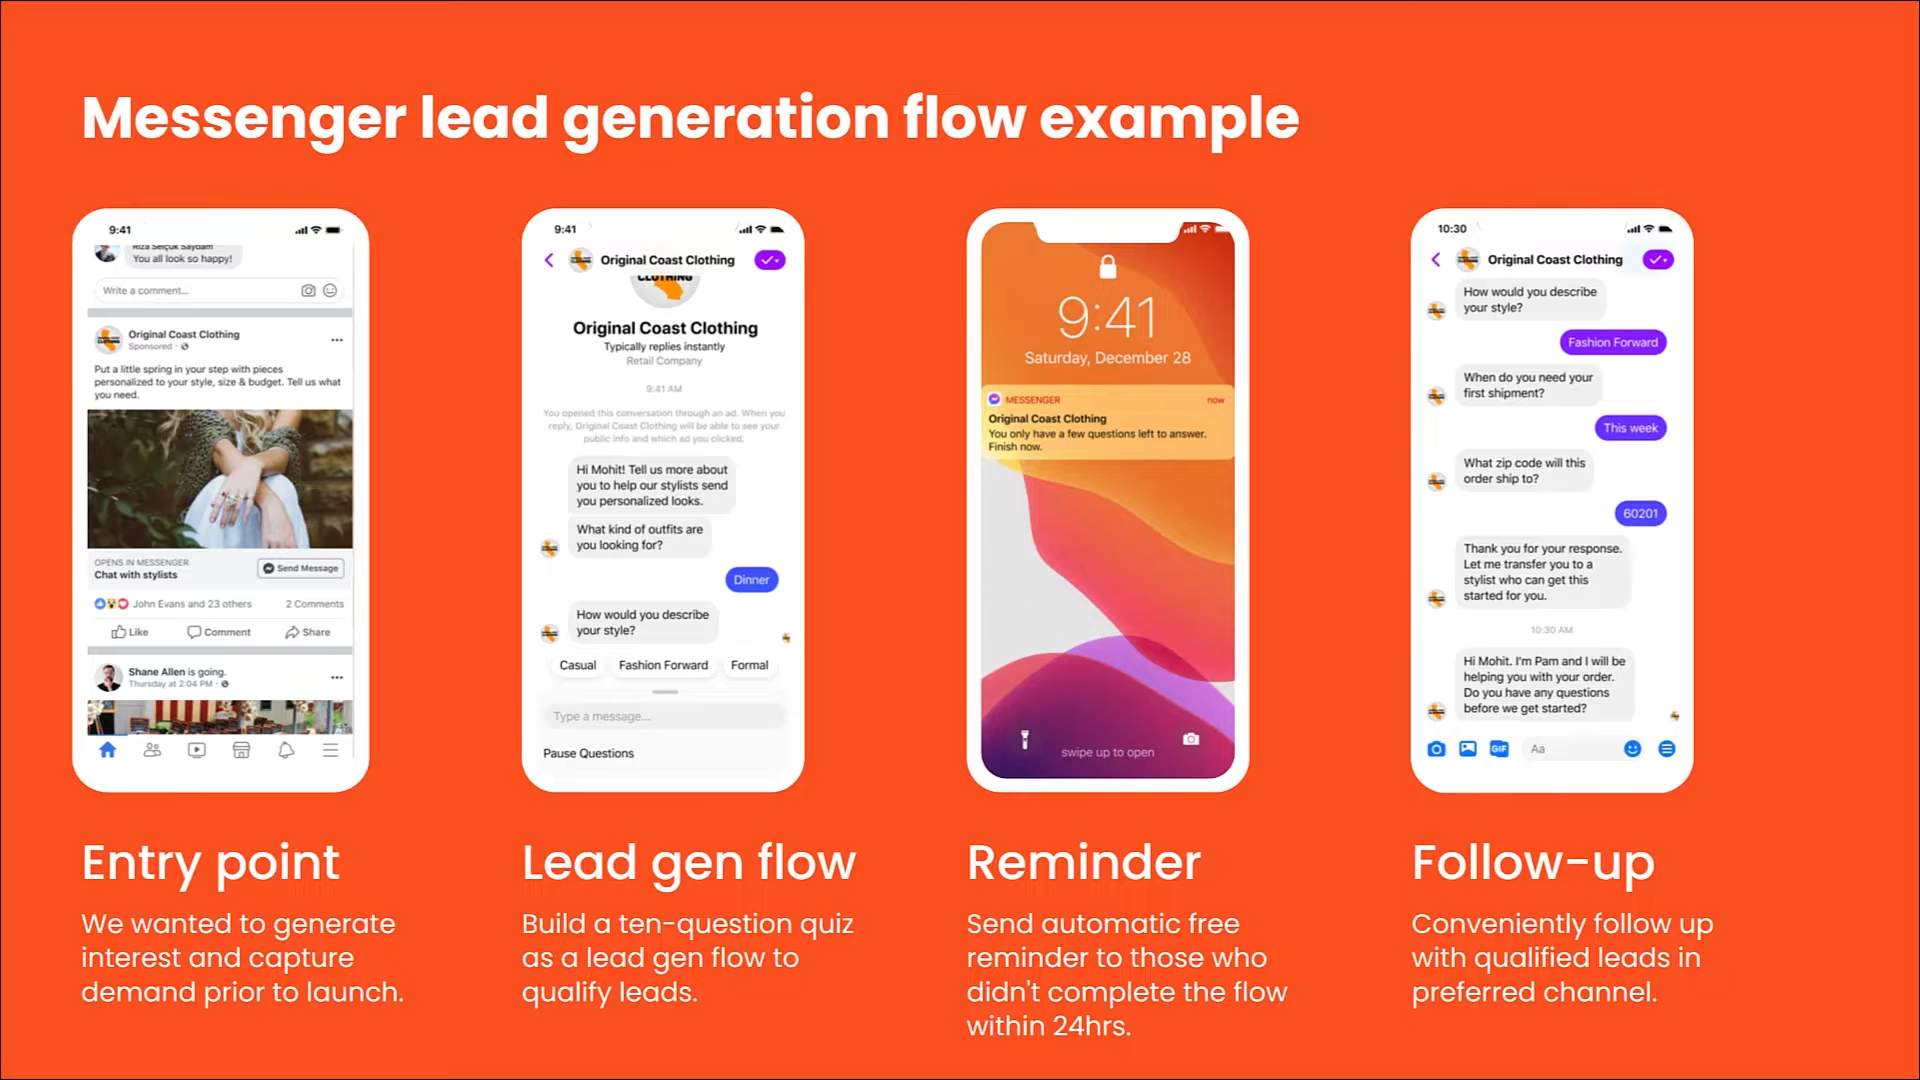 Messenger lead generation flow example
9:41
Riza Selçuk Saydam
You all look so happy!
Write a comment...
Original Coast Clothing
Sponsored ·
Put a little spring in your step with pieces
personalized to your style, size & budget. Tell us what
you need.
OPENS IN MESSENGER
Chat with stylists
Send Message
John Evans and 23 others
2 Comments
Like
Comment
Share
Shane Allen is going.
Thursday at 2:04 PM ·
Entry point
We wanted to generate
interest and capture
demand prior to launch.
9:41
Original Coast Clothing
CLOTHING
Original Coast Clothing
Typically replies instantly
Retail Company
9:41 AM
You opened this conversation through an ad. When you
reply, Original Coast Clothing will be able to see your
public info and which ad you clicked.
Hi Mohit! Tell us more about
you to help our stylists send
you personalized looks.
What kind of outfits are
you looking for?
Dinner
How would you describe
your style?
Casual
Fashion Forward
Formal
Type a message...
Pause Questions
Lead gen flow
Build a ten-question quiz
as a lead gen flow to
qualify leads.
9:41
Saturday, December 28
MESSENGER
now
Original Coast Clothing
You only have a few questions left to answer.
Finish now.
swipe up to open
Reminder
Send automatic free
reminder to those who
didn't complete the flow
within 24hrs.
10:30
Original Coast Clothing
How would you describe
your style?
Fashion Forward
When do you need your
first shipment?
This week
What zip code will this
order ship to?
60201
Thank you for your response.
Let me transfer you to a
stylist who can get this
started for you.
10:30 AM
Hi Mohit. I'm Pam and I will be
helping you with your order.
Do you have any questions
before we get started?
GIF
Aa
Follow-up
Conveniently follow up
with qualified leads in
preferred channel.